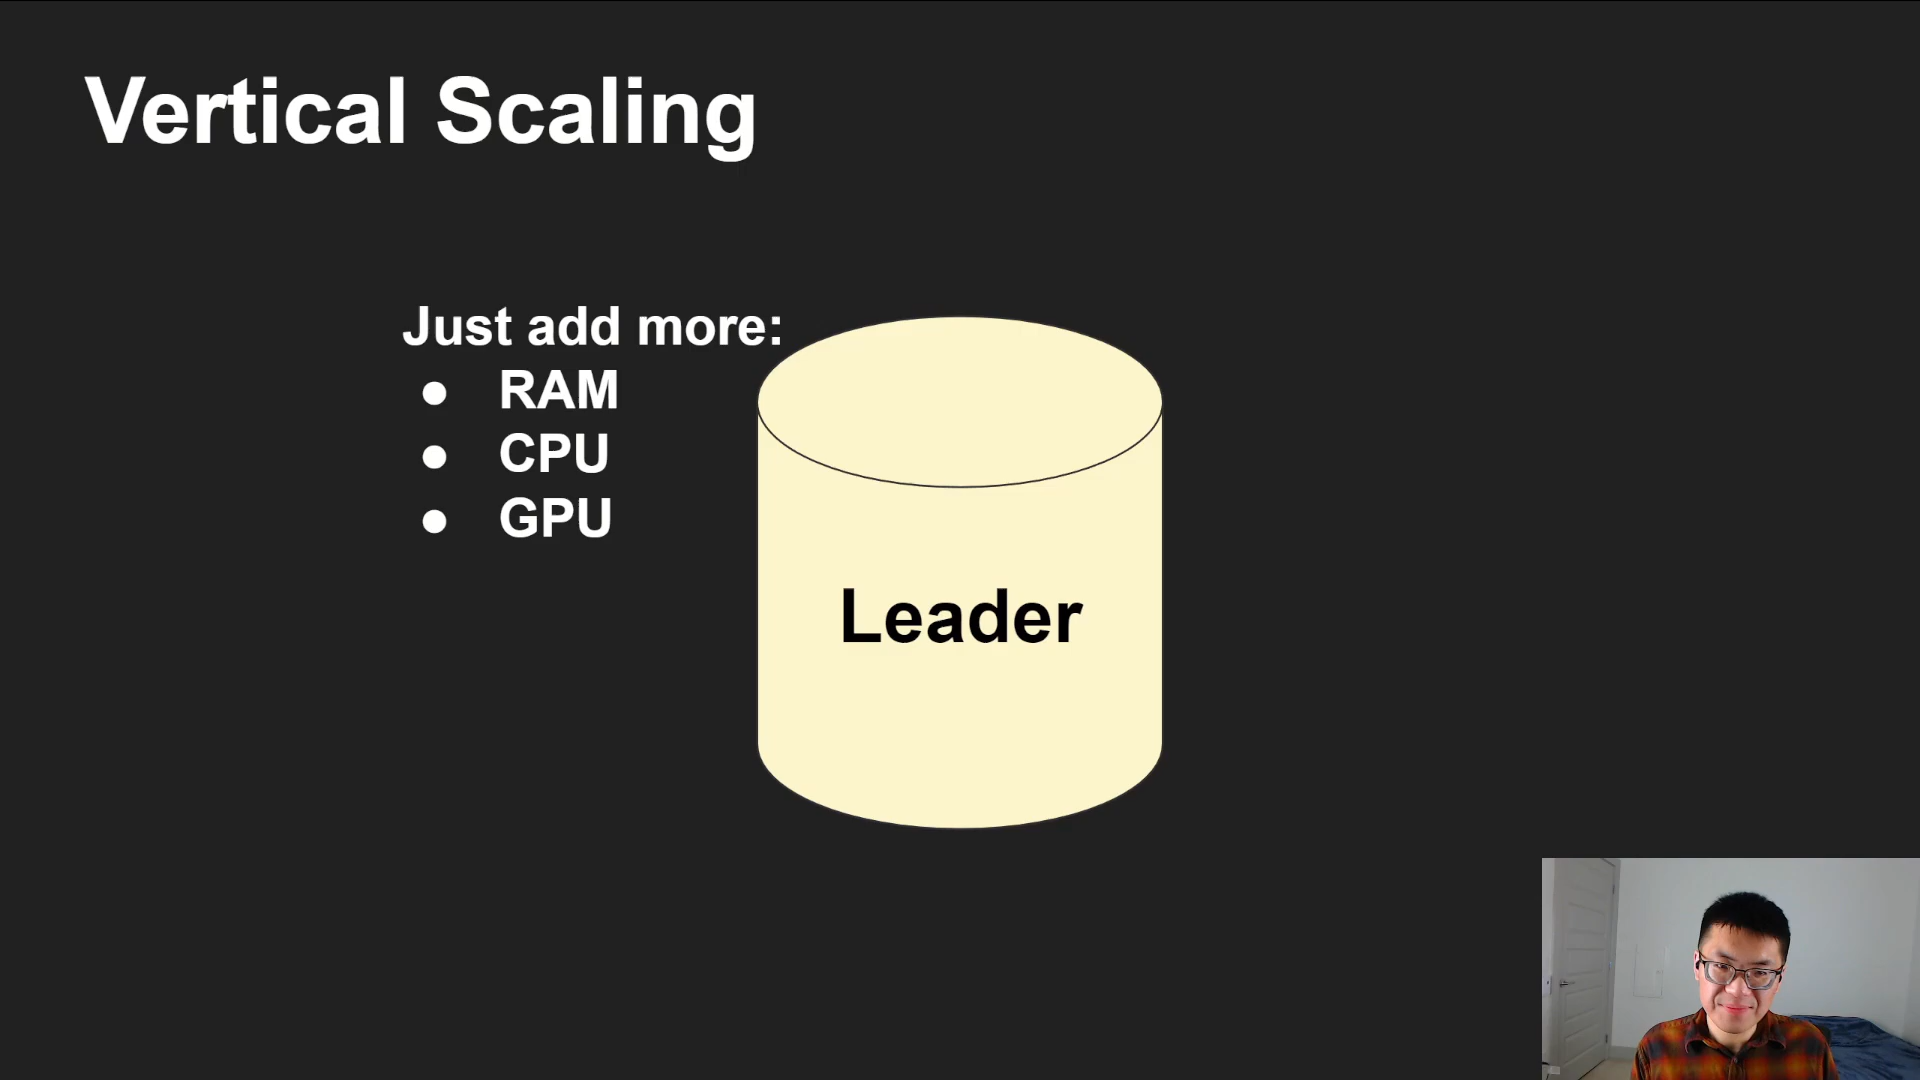 Vertical Scaling
Just add more:
● RAM
● CPU
● GPU
Leader